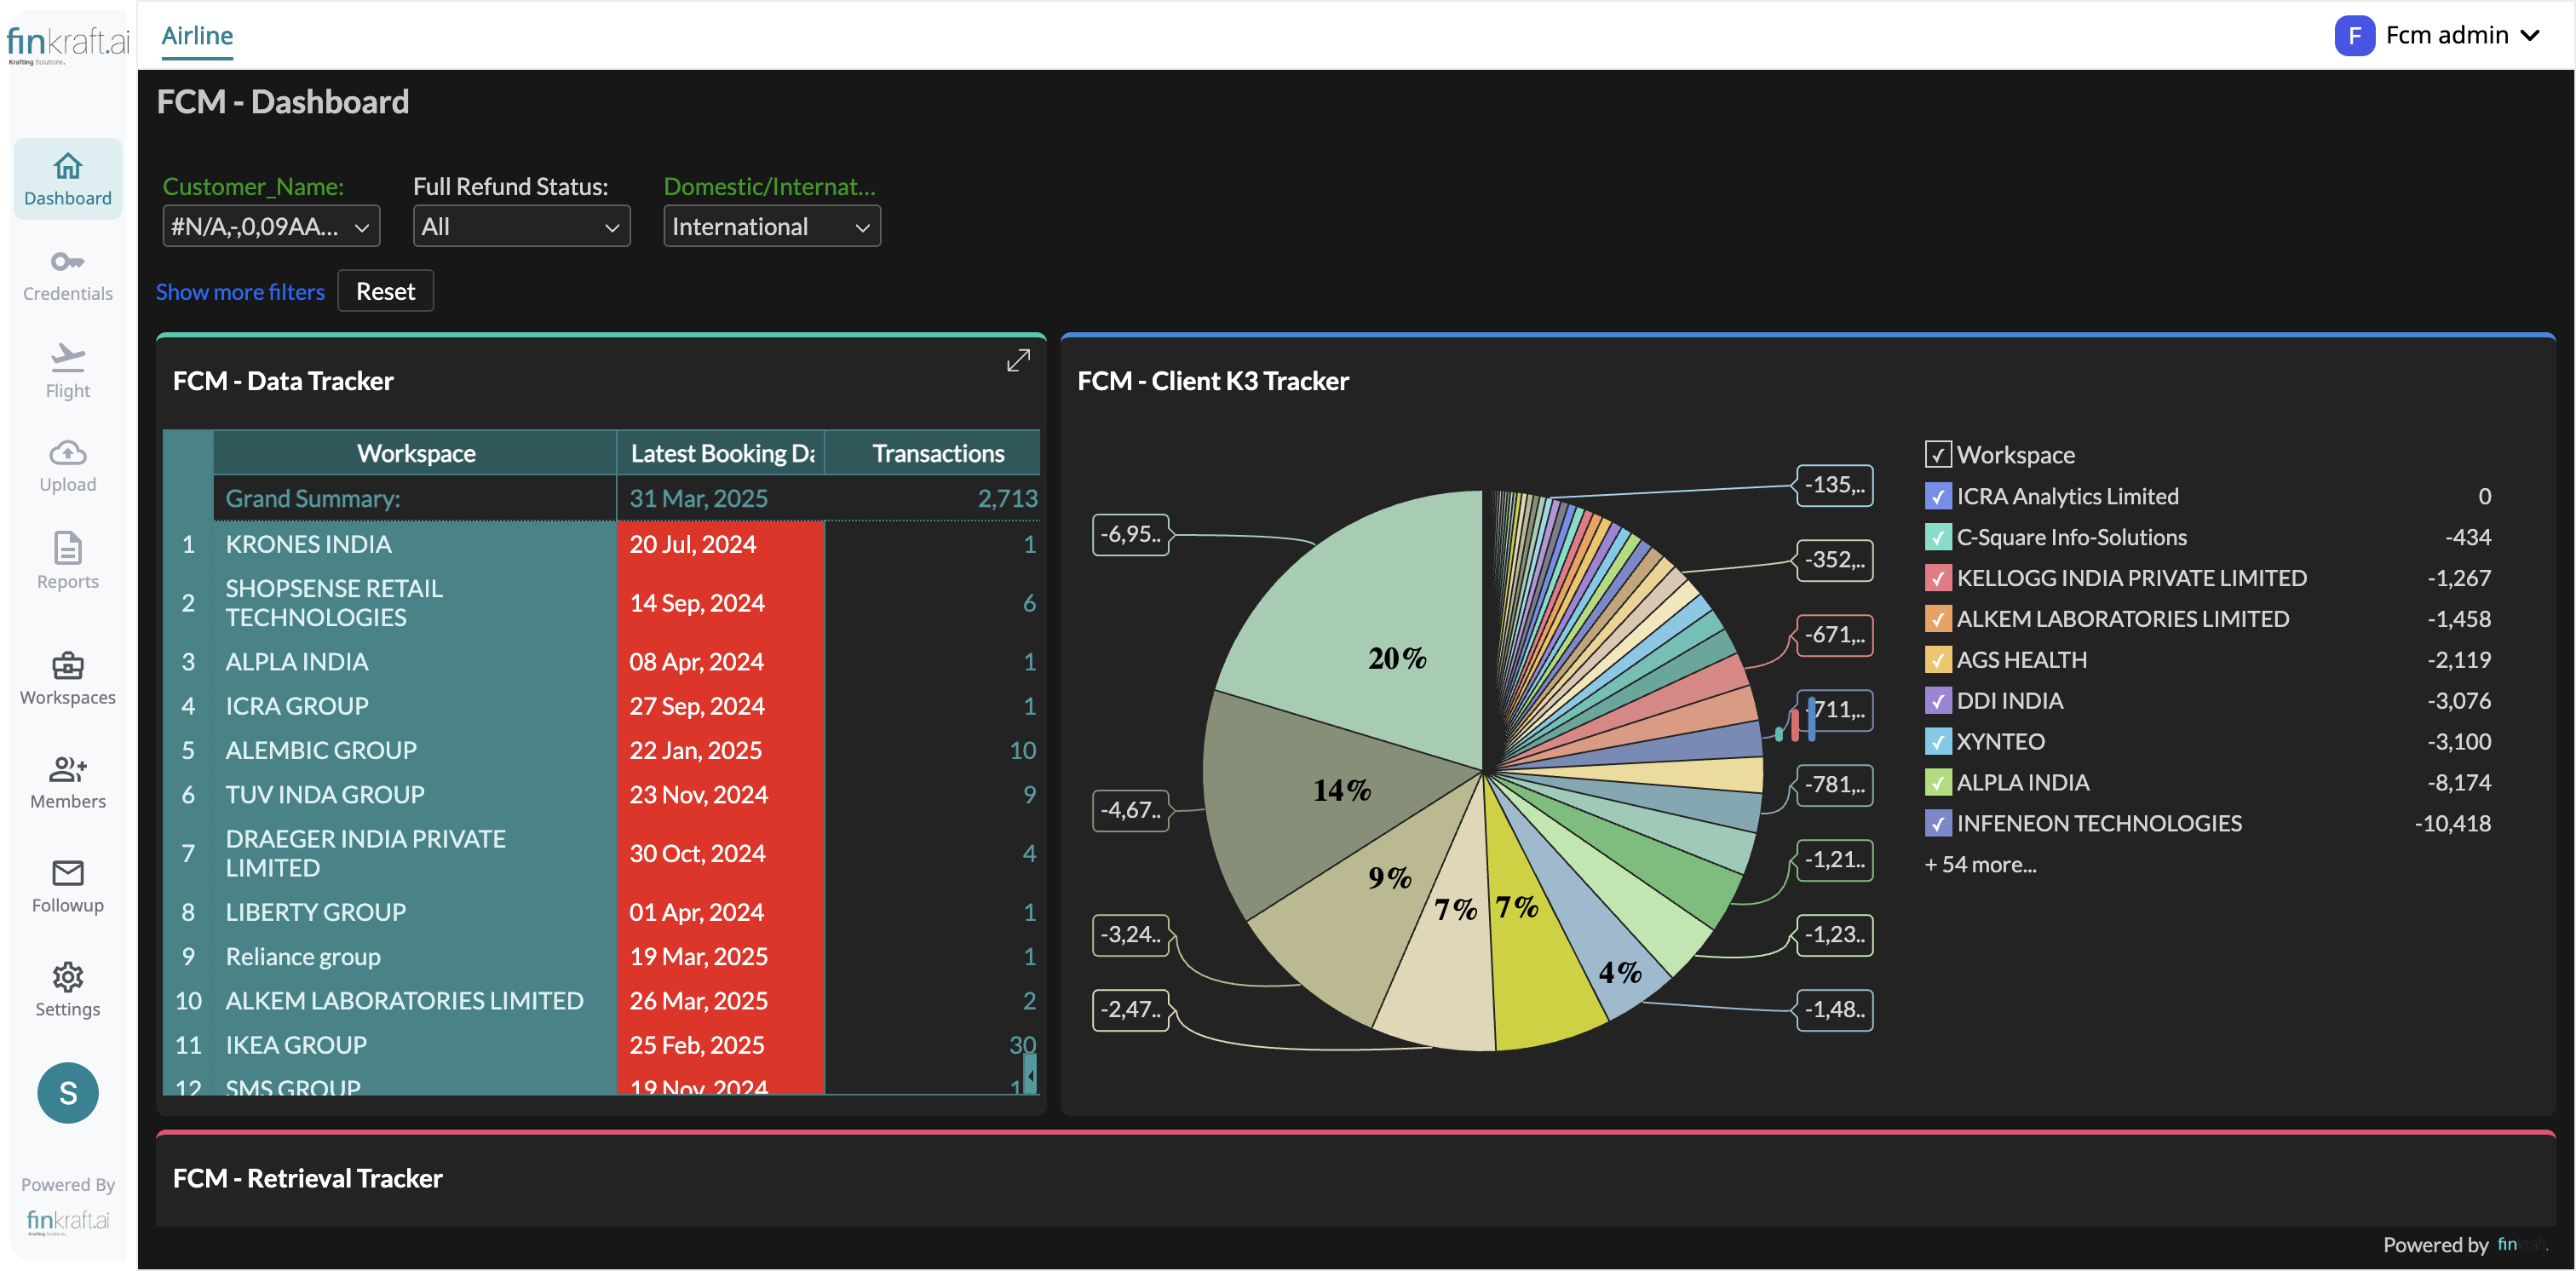 finkraft.ai
Krafting Solutions.
Airline
F
Fcm admin
FCM - Dashboard
Dashboard
Credentials
Flight
Upload
Reports
Workspaces
Members
Followup
Settings
S
Powered By
finkraft.ai
Krafting Solutions.
Customer_Name:
Full Refund Status:
Domestic/Internat...
#N/A,-,0,09AA...
All
International
Show more filters
Reset
FCM - Data Tracker
Workspace
Latest Booking Da
Transactions
Grand Summary:
31 Mar, 2025
2,713
1 KRONES INDIA 20 Jul, 2024 1
2 SHOPSENSE RETAIL TECHNOLOGIES 14 Sep, 2024 6
3 ALPLA INDIA 08 Apr, 2024 1
4 ICRA GROUP 27 Sep, 2024 1
5 ALEMBIC GROUP 22 Jan, 2025 10
6 TUV INDA GROUP 23 Nov, 2024 9
7 DRAEGER INDIA PRIVATE LIMITED 30 Oct, 2024 4
8 LIBERTY GROUP 01 Apr, 2024 1
9 Reliance group 19 Mar, 2025 1
10 ALKEM LABORATORIES LIMITED 26 Mar, 2025 2
11 IKEA GROUP 25 Feb, 2025 30
12 SMS GROUP 19 Nov, 2024
FCM - Client K3 Tracker
-6,95..
-4,67..
-3,24..
-2,47..
20%
14%
9%
7%
7%
4%
-135,..
-352,..
-671,..
-711,..
-781,..
-1,21..
-1,23..
-1,48..
Workspace
ICRA Analytics Limited 0
C-Square Info-Solutions -434
KELLOGG INDIA PRIVATE LIMITED -1,267
ALKEM LABORATORIES LIMITED -1,458
AGS HEALTH -2,119
DDI INDIA -3,076
XYNTEO -3,100
ALPLA INDIA -8,174
INFENEON TECHNOLOGIES -10,418
+ 54 more...
FCM - Retrieval Tracker
Powered by finkraft.